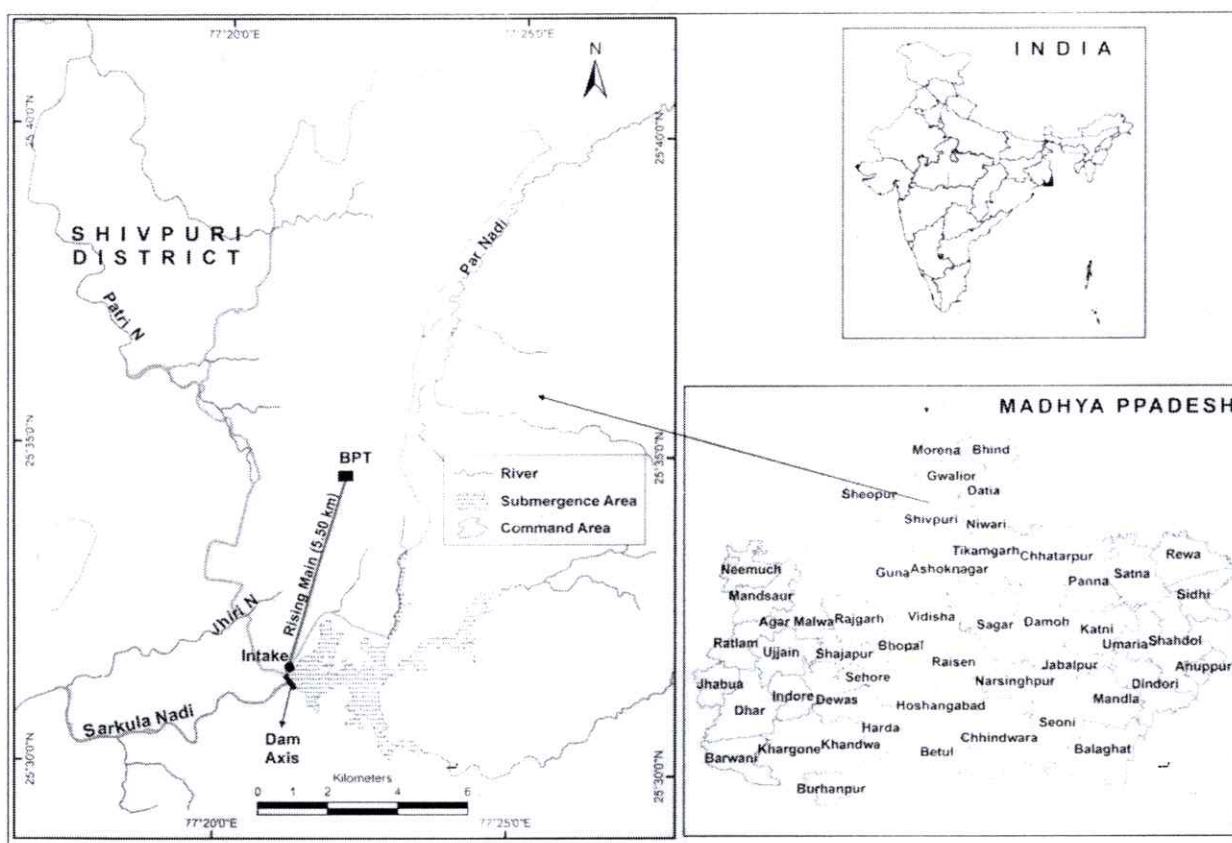 77°20'0"E
77°25'0"E
N
25°40'0"N
25°40'0"N
SHIVPURI
DISTRICT
Par Nadi
Patri N
25°35'0"N
25°35'0"N
BPT
River
Submergence Area
Command Area
Rising Main (5.50 km)
Jhiri N
Intake
Sarkula Nadi
Dam
Axis
25°30'0"N
25°30'0"N
Kilometers
0 1 2 4 6
77°20'0"E
77°25'0"E
INDIA
MADHYA PPADESH
Morena Bhind
Gwalior
Sheopur Datia
Shivpuri Niwari
Tikamgarh Chhatarpur Rewa
Neemuch Guna Ashoknagar Panna Satna
Mandsaur Sidhi
Agar Malwa Rajgarh Vidisha Sagar Damoh Katni
Ratlam Ujjain Shajapur Bhopal Umaria Shahdol
Raisen Jabalpur Anuppur
Jhabua Sehore Narsinghpur Dindori
Dhar Indore Dewas Hoshangabad Mandla
Harda Seoni
Barwani Khargone Khandwa Betul Chhindwara Balaghat
Burhanpur